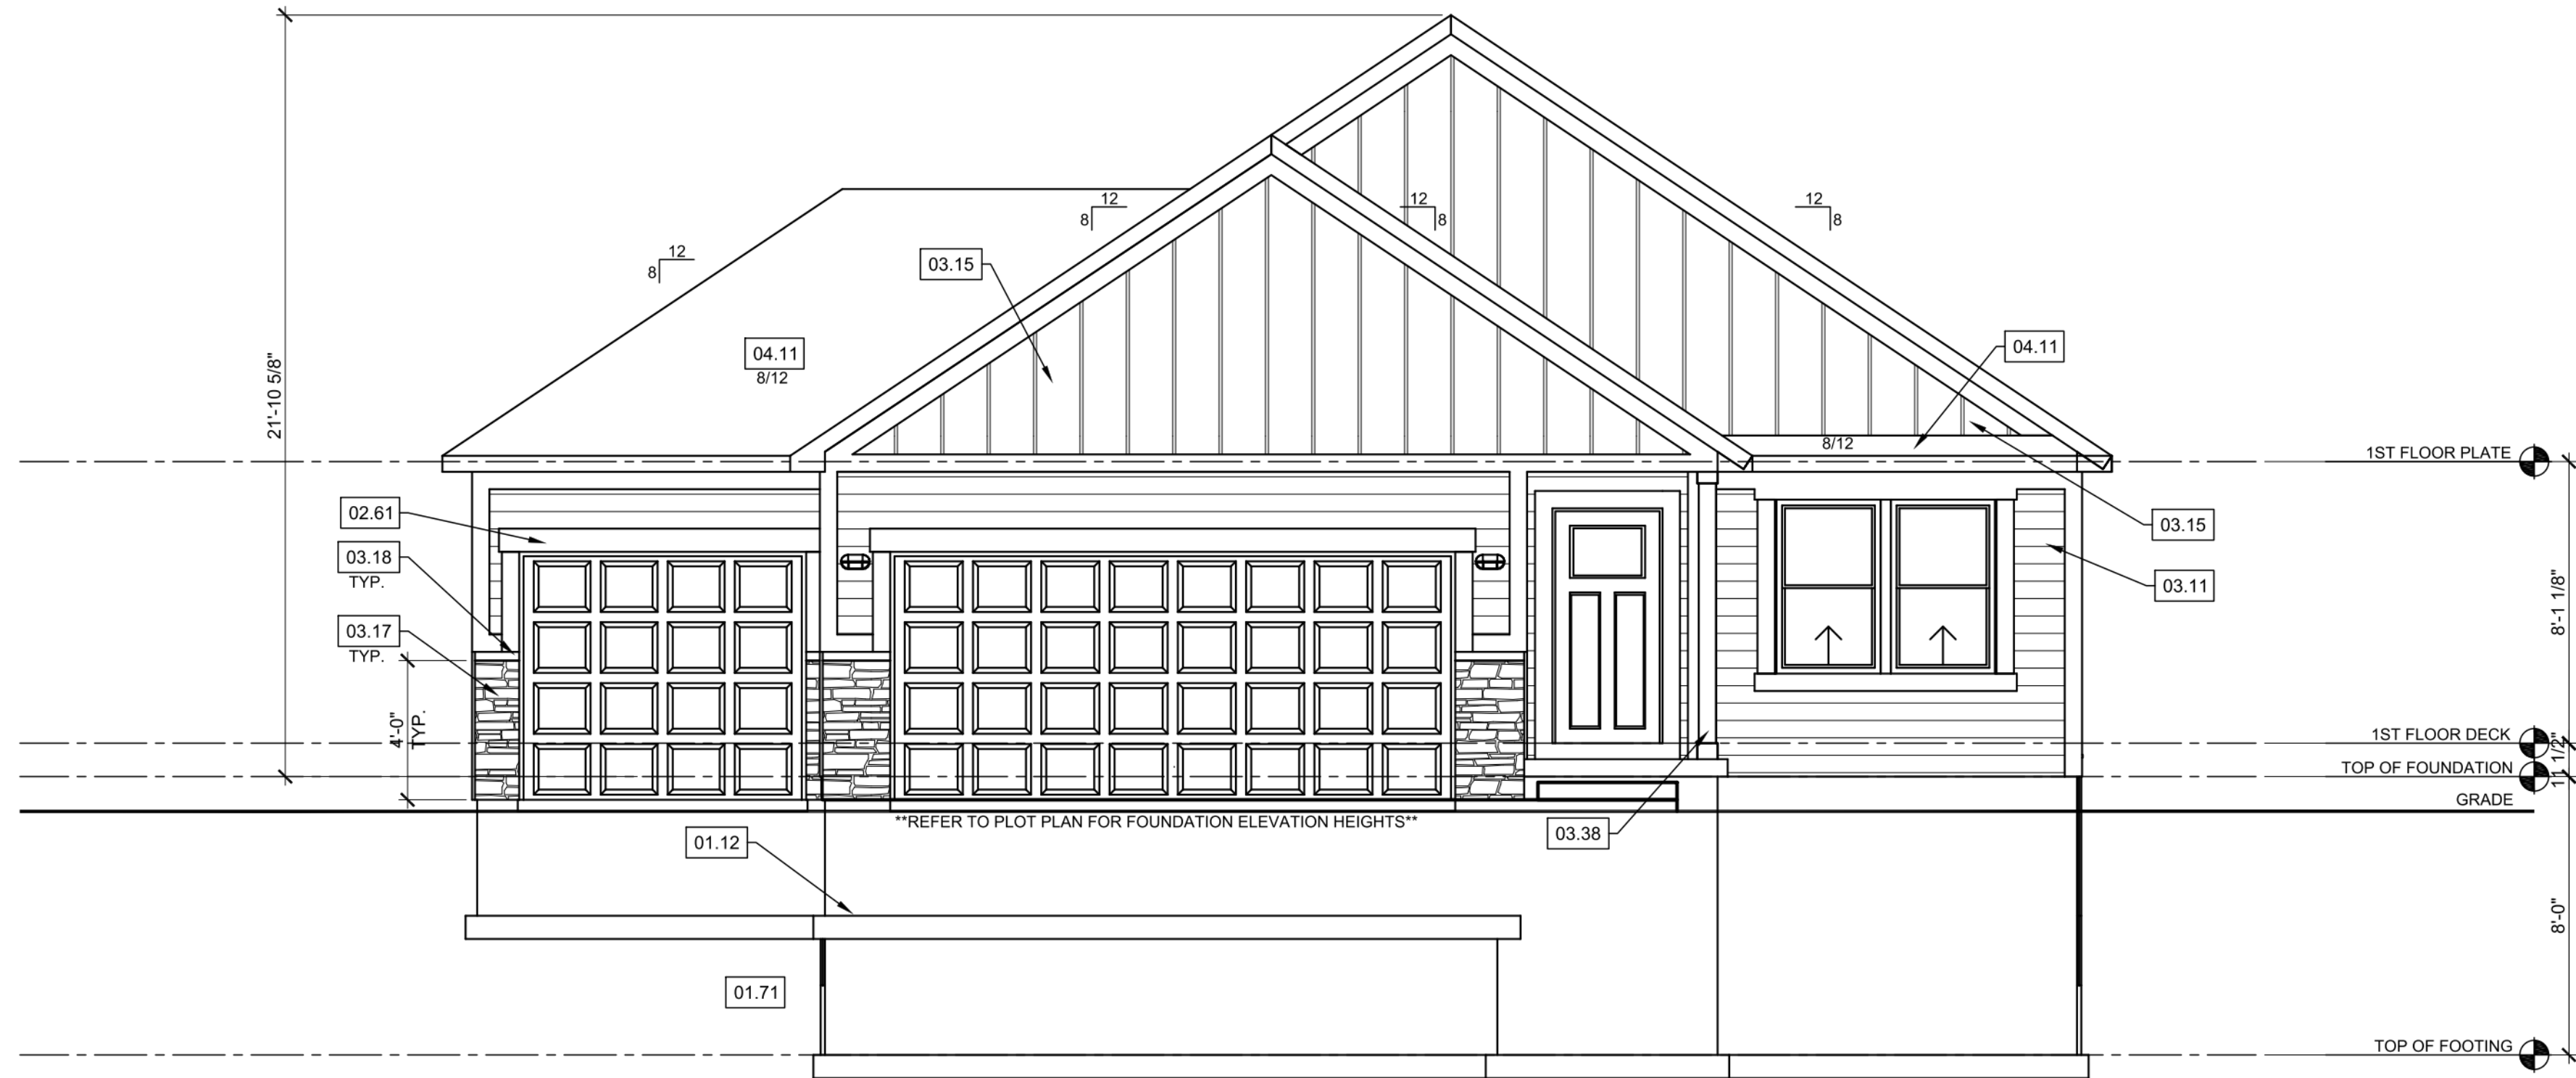 12
8
12
8
12
8
12
8
03.15
04.11
8/12
21'-10 5/8"
04.11
8/12
1ST FLOOR PLATE
02.61
03.15
03.18
TYP.
03.11
8'-1 1/8"
03.17
TYP.
4'-0"
TYP.
1ST FLOOR DECK
11 1/2"
TOP OF FOUNDATION
GRADE
**REFER TO PLOT PLAN FOR FOUNDATION ELEVATION HEIGHTS**
01.12
03.38
8'-0"
01.71
TOP OF FOOTING